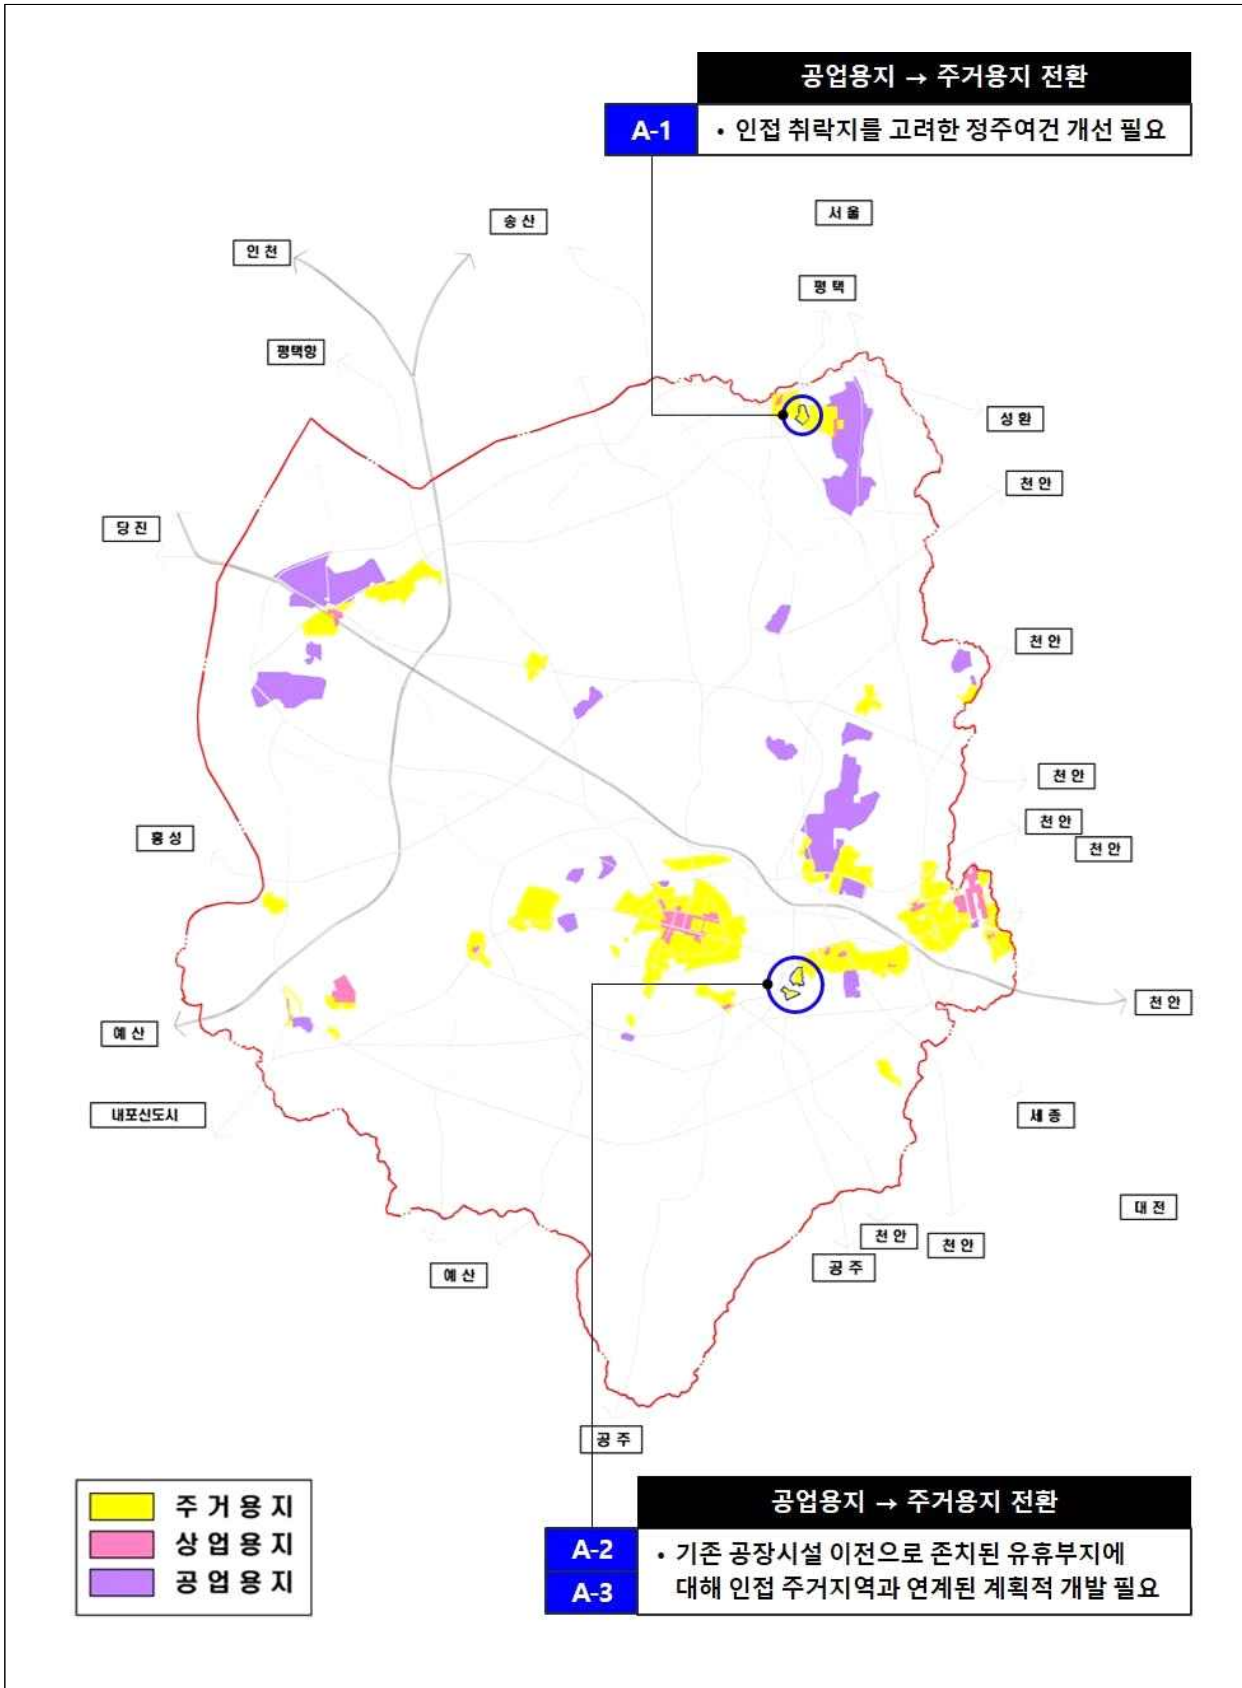 공업용지 → 주거용지 전환
A-1
• 인접 취락지를 고려한 정주여건 개선 필요
서 울
송 산
인 천
평 택
평택항
성 환
천 안
당 진
천 안
천 안
천 안
홍 성
천 안
천 안
예 산
내포신도시
세 종
대 전
천 안
천 안
공 주
예 산
공 주
주 거 용 지
상 업 용 지
공 업 용 지
공업용지 → 주거용지 전환
A-2
A-3
• 기존 공장시설 이전으로 존치된 유휴부지에
대해 인접 주거지역과 연계된 계획적 개발 필요